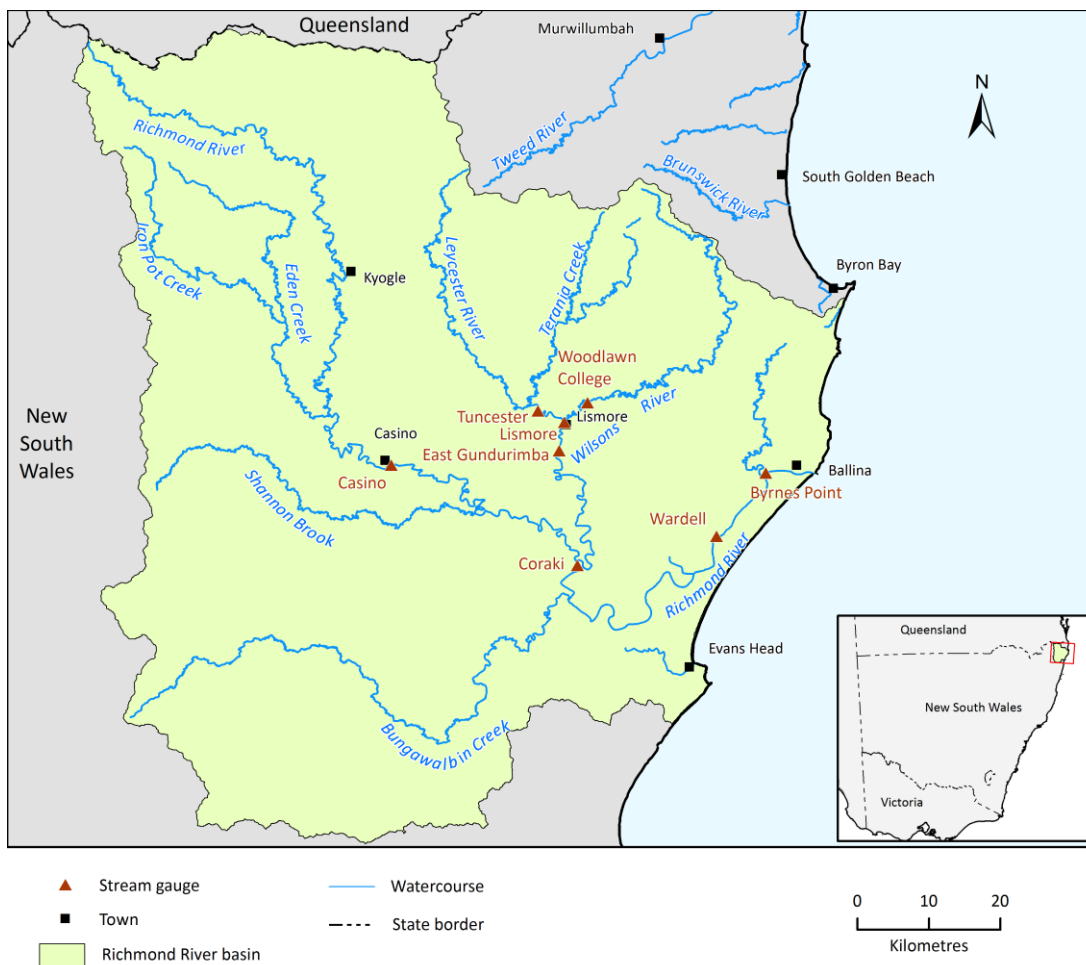 Queensland
Murwillumbah
N
Richmond River
Tweed River
Brunswick River
South Golden Beach
Iron Pot Creek
Eden Creek
Kyogle
Leycester River
Terania Creek
Byron Bay
Woodlawn
College
River
New
South
Wales
Tuncester
Lismore
Lismore
Wilsons
East Gundurimba
Casino
Casino
Ballina
Byrnes Point
Shannon Brook
Wardell
Coraki
Richmond River
Evans Head
Bungawalbin Creek
Queensland
New South Wales
Victoria
Stream gauge
Watercourse
Town
State border
Richmond River basin
0 10 20
Kilometres